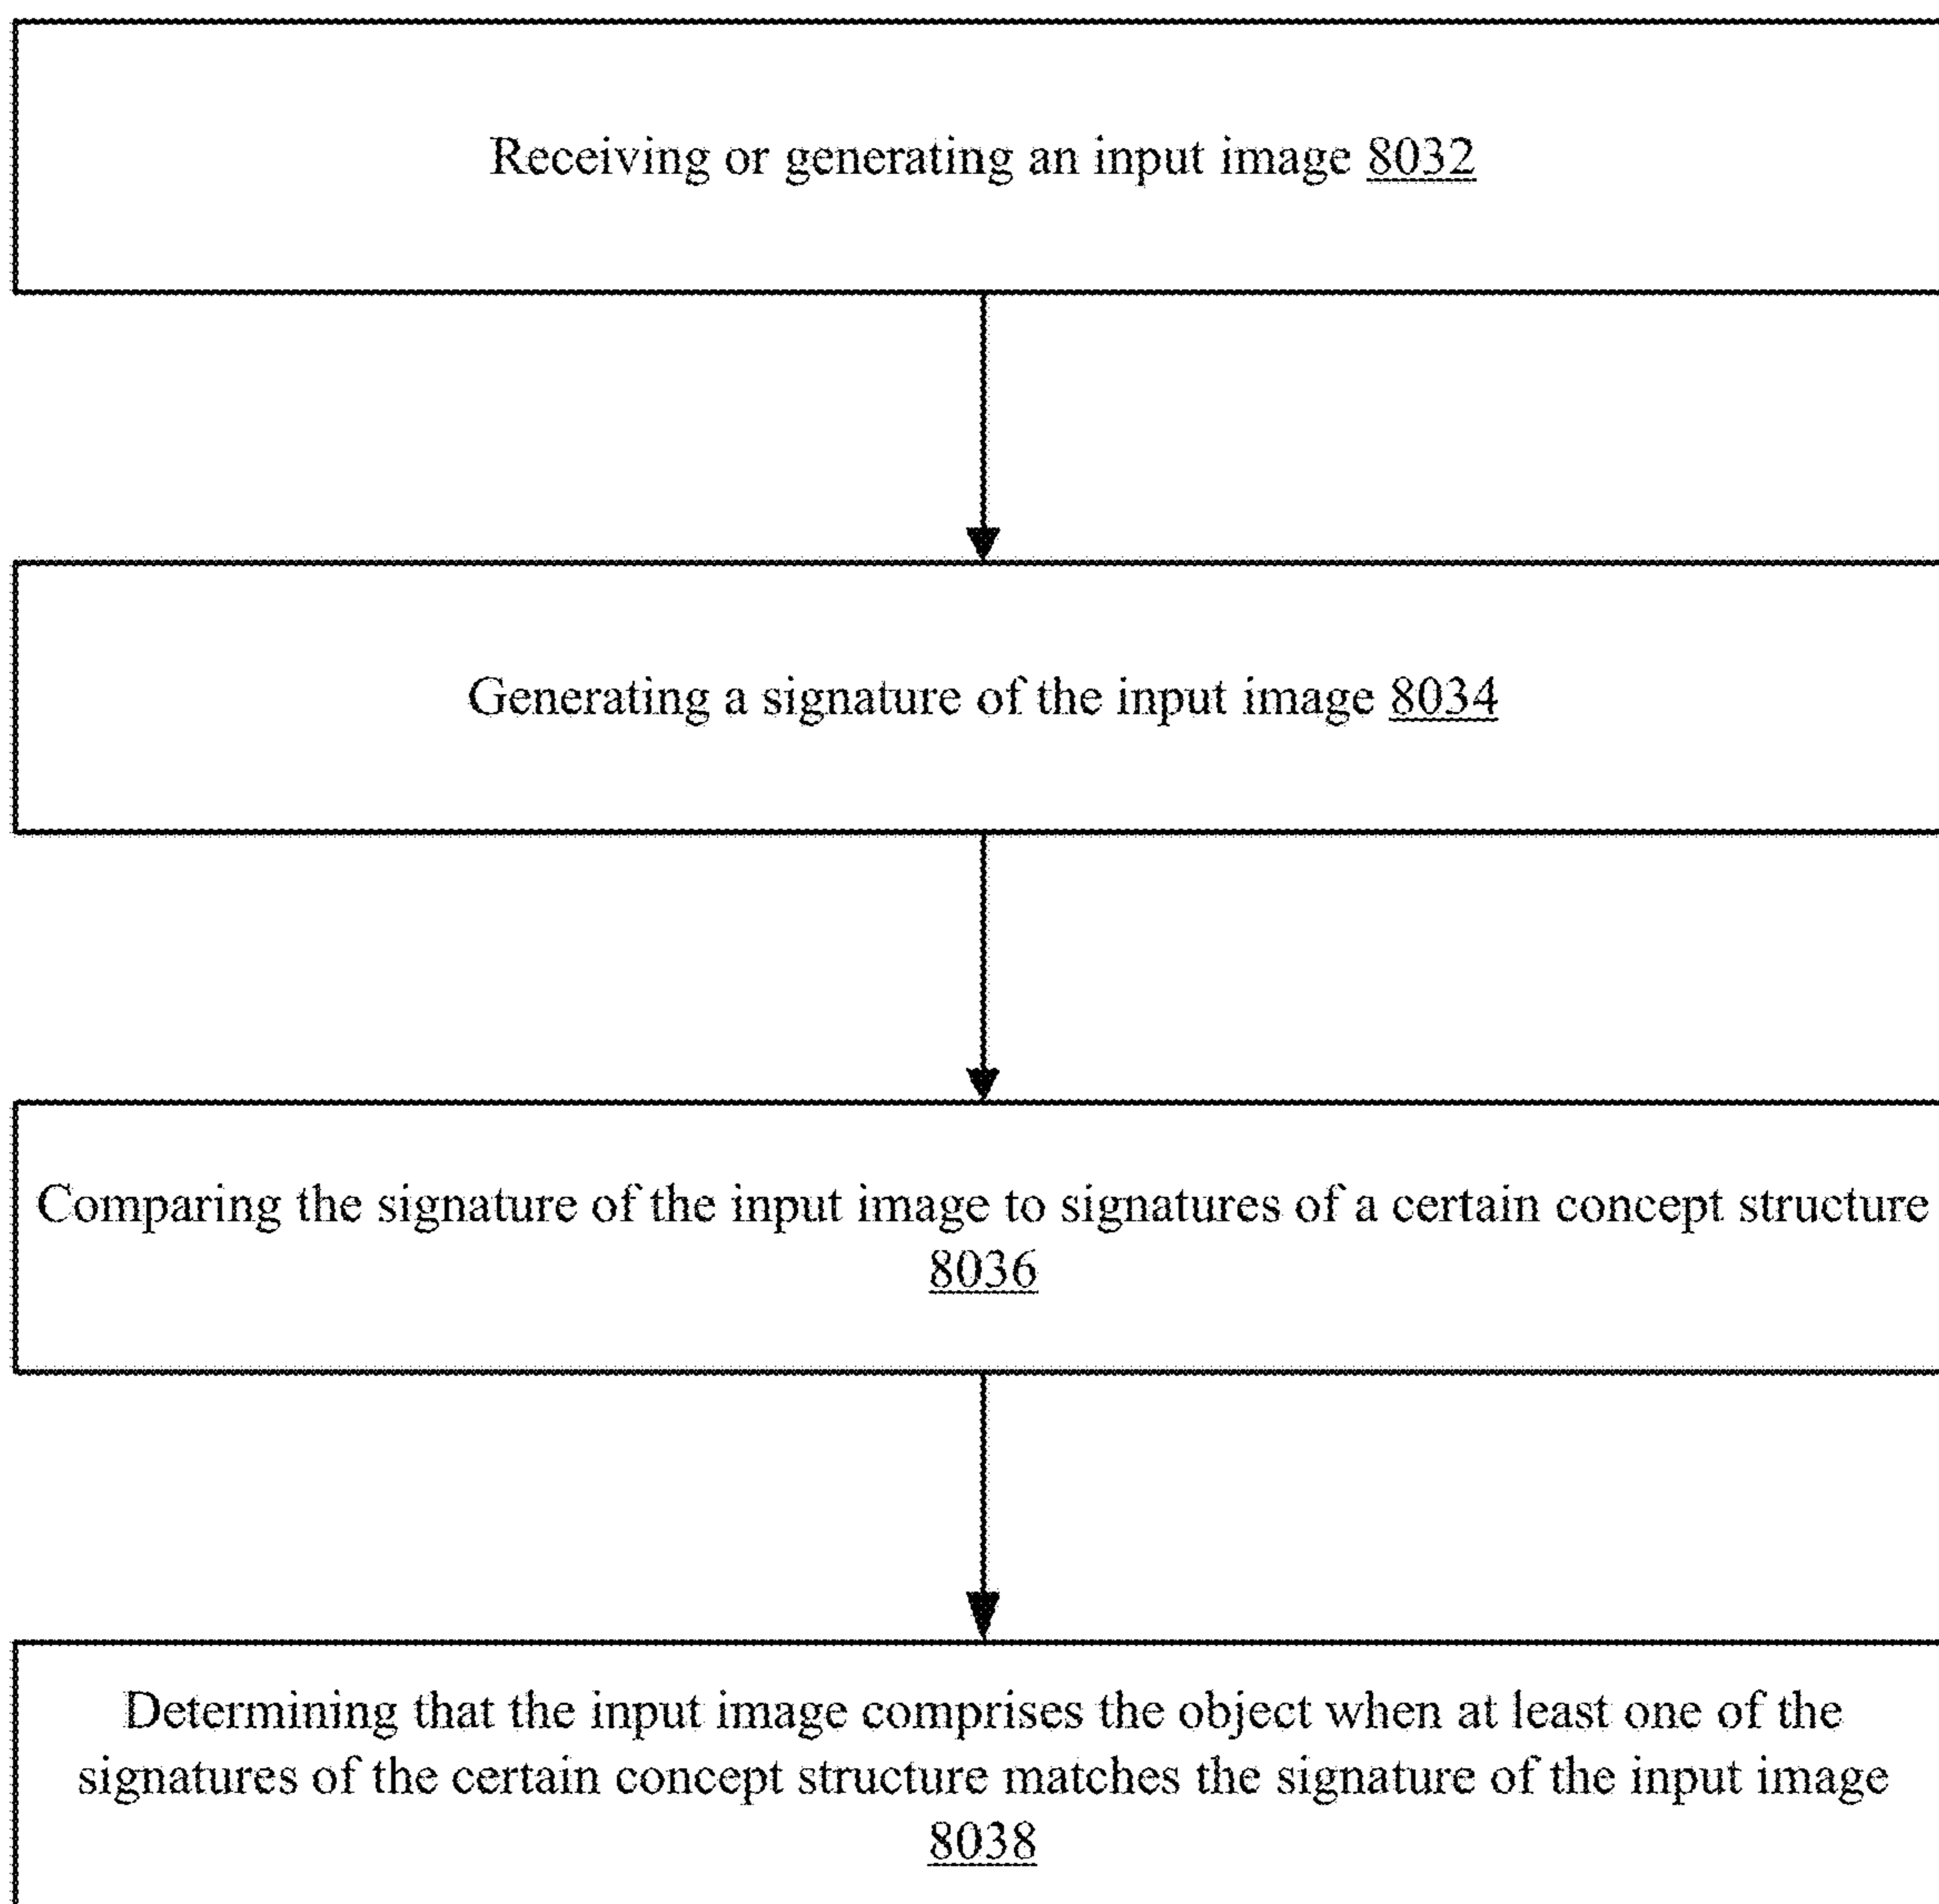 Receiving or generating an input image 8032
Generating a signature of the input image 8034
Comparing the signature of the input image to signatures of a certain concept structure
8036
Determining that the input image comprises the object when at least one of the
signatures of the certain concept structure matches the signature of the input image
8038